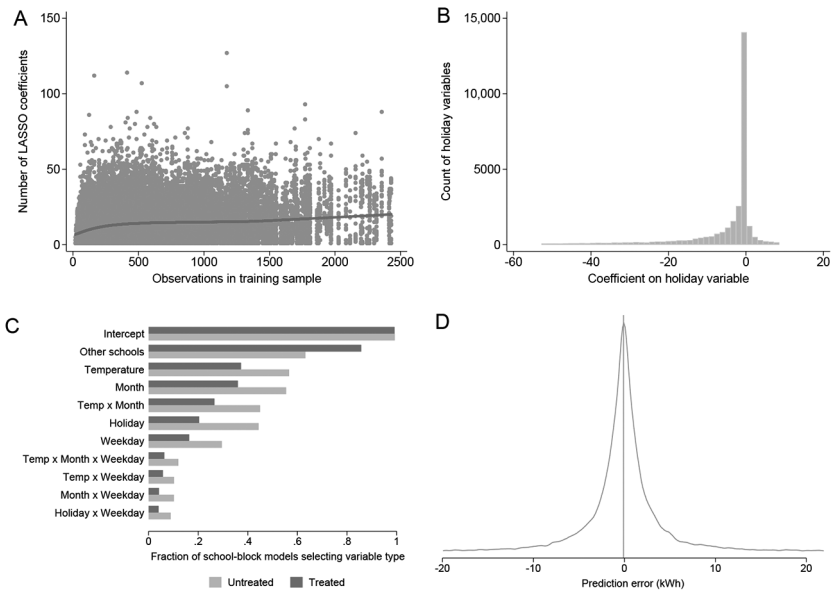 A
150
100
50
0
Number of LASSO coefficients
0 500 1000 1500 2000 2500
Observations in training sample
B
15,000
10,000
5000
0
Count of holiday variables
-60 -40 -20 0 20
Coefficient on holiday variable
C
Intercept
Other schools
Temperature
Month
Temp x Month
Holiday
Weekday
Temp x Month x Weekday
Temp x Weekday
Month x Weekday
Holiday x Weekday
0 .2 .4 .6 .8 1
Fraction of school-block models selecting variable type
Untreated Treated
D
-20 -10 0 10 20
Prediction error (kWh)